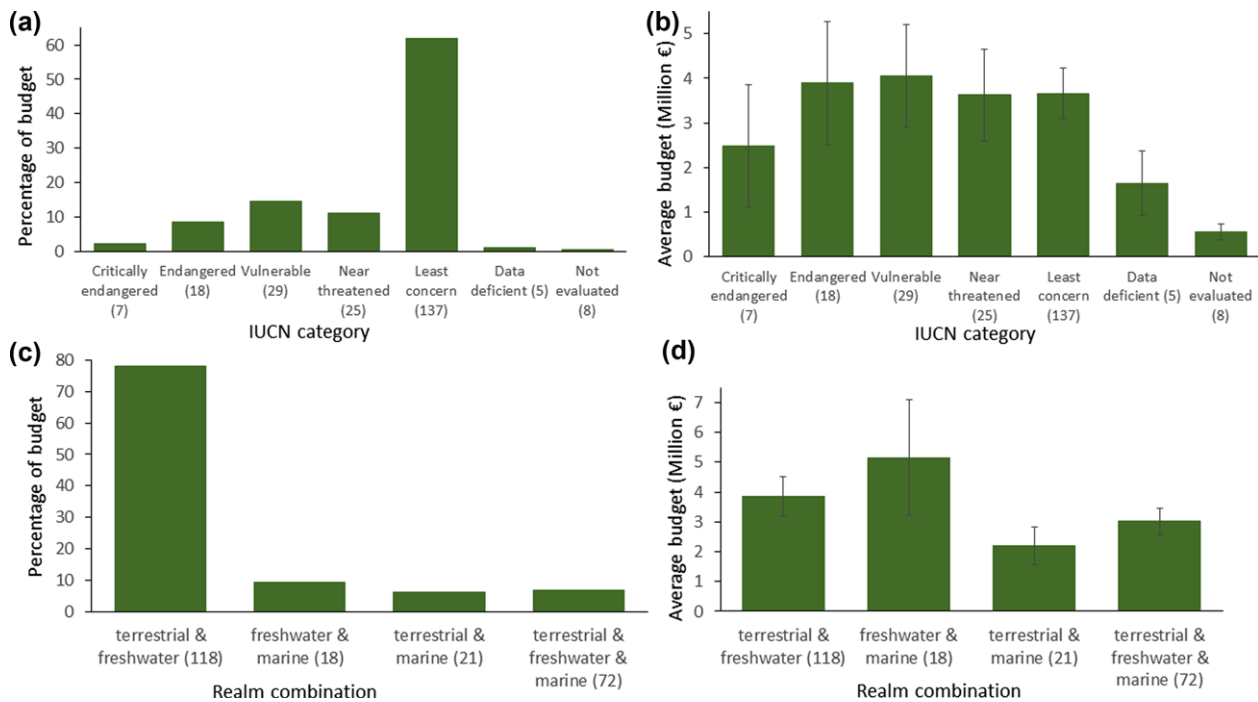 (a)
Percentage of budget
60
50
40
30
20
10
0
Critically
endangered
(7)
Endangered
(18)
Vulnerable
(29)
Near
threatened
(25)
Least
concern
(137)
Data
deficient (5)
Not
evaluated
(8)
IUCN category
(b)
Average budget (Million €)
5
4
3
2
1
0
Critically
endangered
(7)
Endangered
(18)
Vulnerable
(29)
Near
threatened
(25)
Least
concern
(137)
Data
deficient (5)
Not
evaluated
(8)
IUCN category
(c)
Percentage of budget
80
70
60
50
40
30
20
10
0
terrestrial &
freshwater (118)
freshwater &
marine (18)
terrestrial &
marine (21)
terrestrial &
freshwater &
marine (72)
Realm combination
(d)
Average budget (Million €)
7
6
5
4
3
2
1
0
terrestrial &
freshwater (118)
freshwater &
marine (18)
terrestrial &
marine (21)
terrestrial &
freshwater &
marine (72)
Realm combination